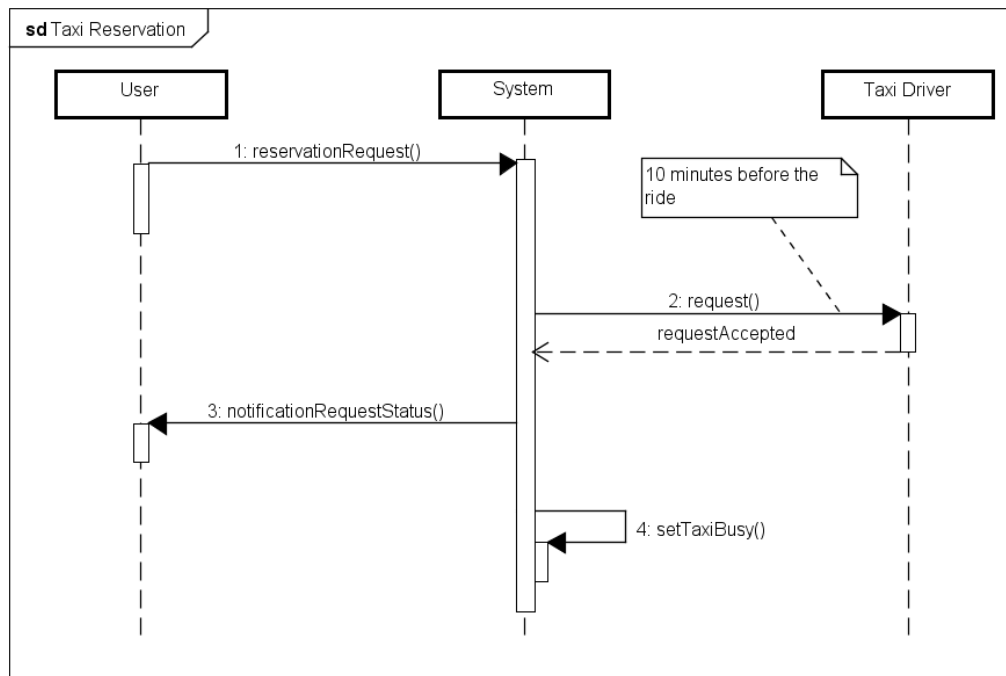 sd Taxi Reservation
User
System
Taxi Driver
1: reservationRequest()
10 minutes before the
ride
2: request()
requestAccepted
3: notificationRequestStatus()
4: setTaxiBusy()